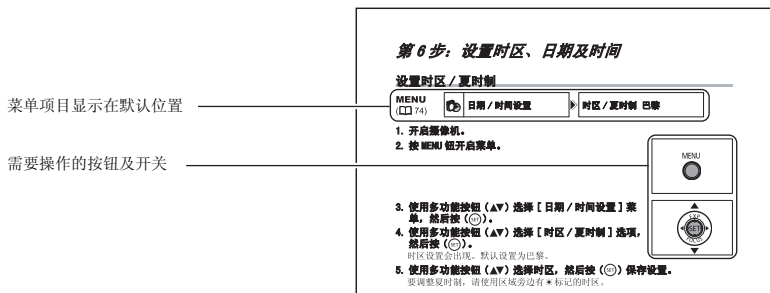 第 6 步：设置时区、日期及时间
设置时区 / 夏时制
菜单项目显示在默认位置
MENU
(74)
日期 / 时间设置
时区 / 夏时制 巴黎
1. 开启摄像机。
2. 按 MENU 钮开启菜单。
需要操作的按钮及开关
MENU
3. 使用多功能按钮 (▲▼) 选择 [ 日期 / 时间设置 ] 菜
单，然后按 (SET)。
4. 使用多功能按钮 (▲▼) 选择 [ 时区 / 夏时制 ] 选项，
然后按 (SET)。
时区设置会出现。默认设置为巴黎。
EXP
SET
FOCUS
5. 使用多功能按钮 (▲▼) 选择时区，然后按 (SET) 保存设置。
要调整夏时制，请使用区域旁边有☀标记的时区。